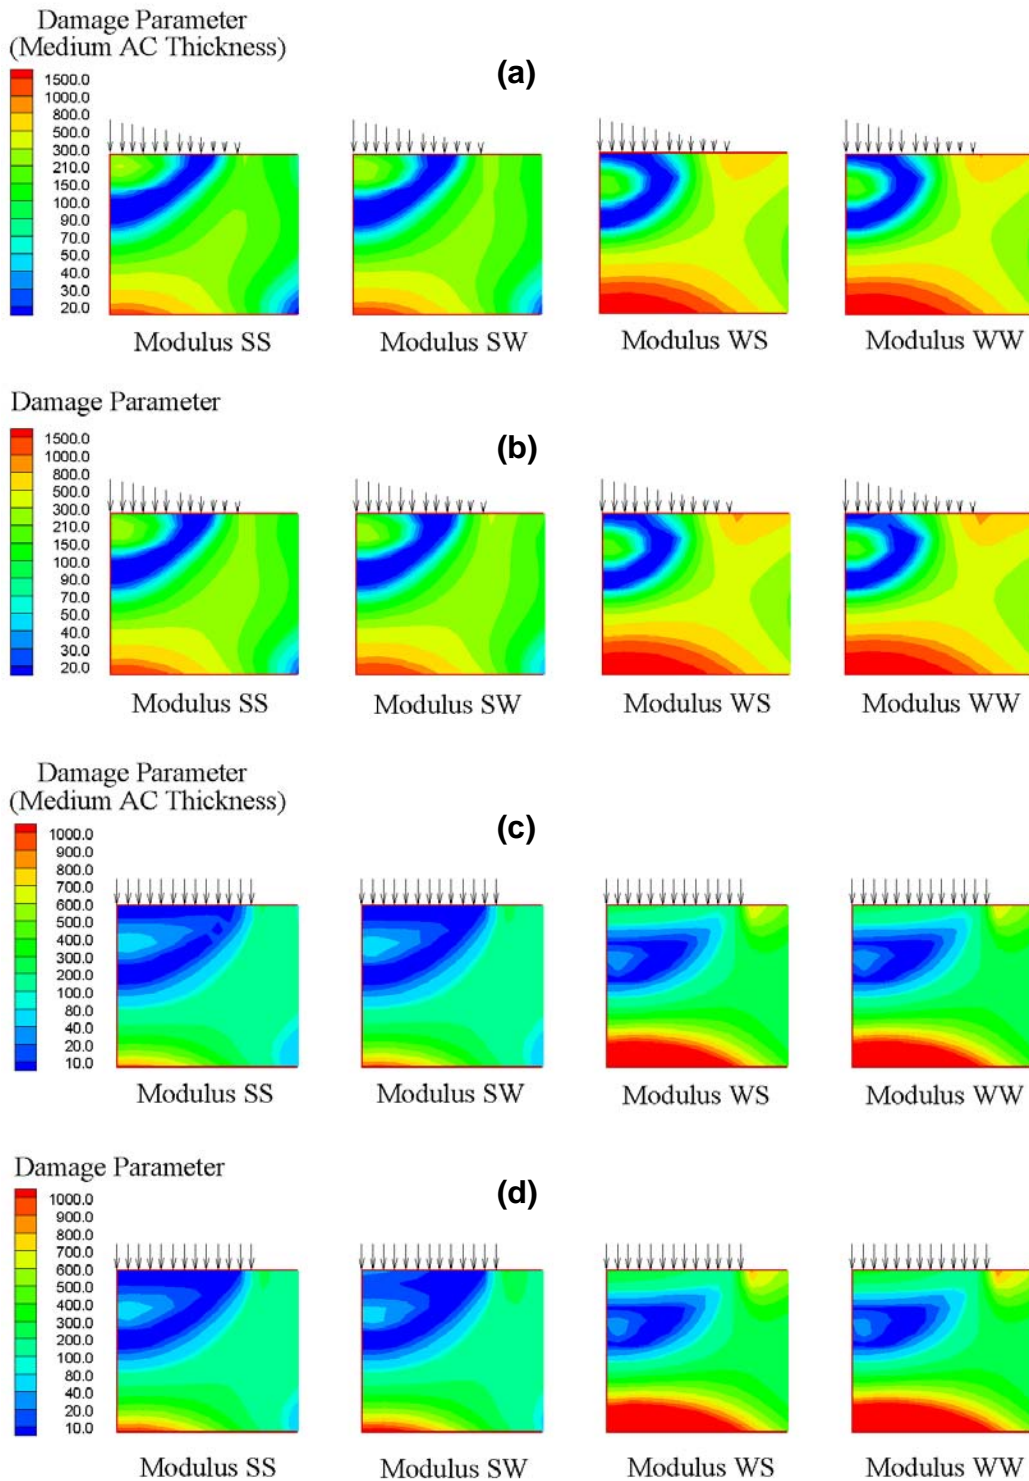 Damage Parameter
(Medium AC Thickness)
(a)
1500.0
1000.0
800.0
500.0
300.0
210.0
150.0
100.0
90.0
70.0
50.0
40.0
30.0
20.0
Modulus SS
Modulus SW
Modulus WS
Modulus WW
Damage Parameter
(b)
1500.0
1000.0
800.0
500.0
300.0
210.0
150.0
100.0
90.0
70.0
50.0
40.0
30.0
20.0
Modulus SS
Modulus SW
Modulus WS
Modulus WW
Damage Parameter
(Medium AC Thickness)
(c)
1000.0
900.0
800.0
700.0
600.0
500.0
400.0
300.0
200.0
100.0
80.0
40.0
20.0
10.0
Modulus SS
Modulus SW
Modulus WS
Modulus WW
Damage Parameter
(d)
1000.0
900.0
800.0
700.0
600.0
500.0
400.0
300.0
200.0
100.0
80.0
40.0
20.0
10.0
Modulus SS
Modulus SW
Modulus WS
Modulus WW